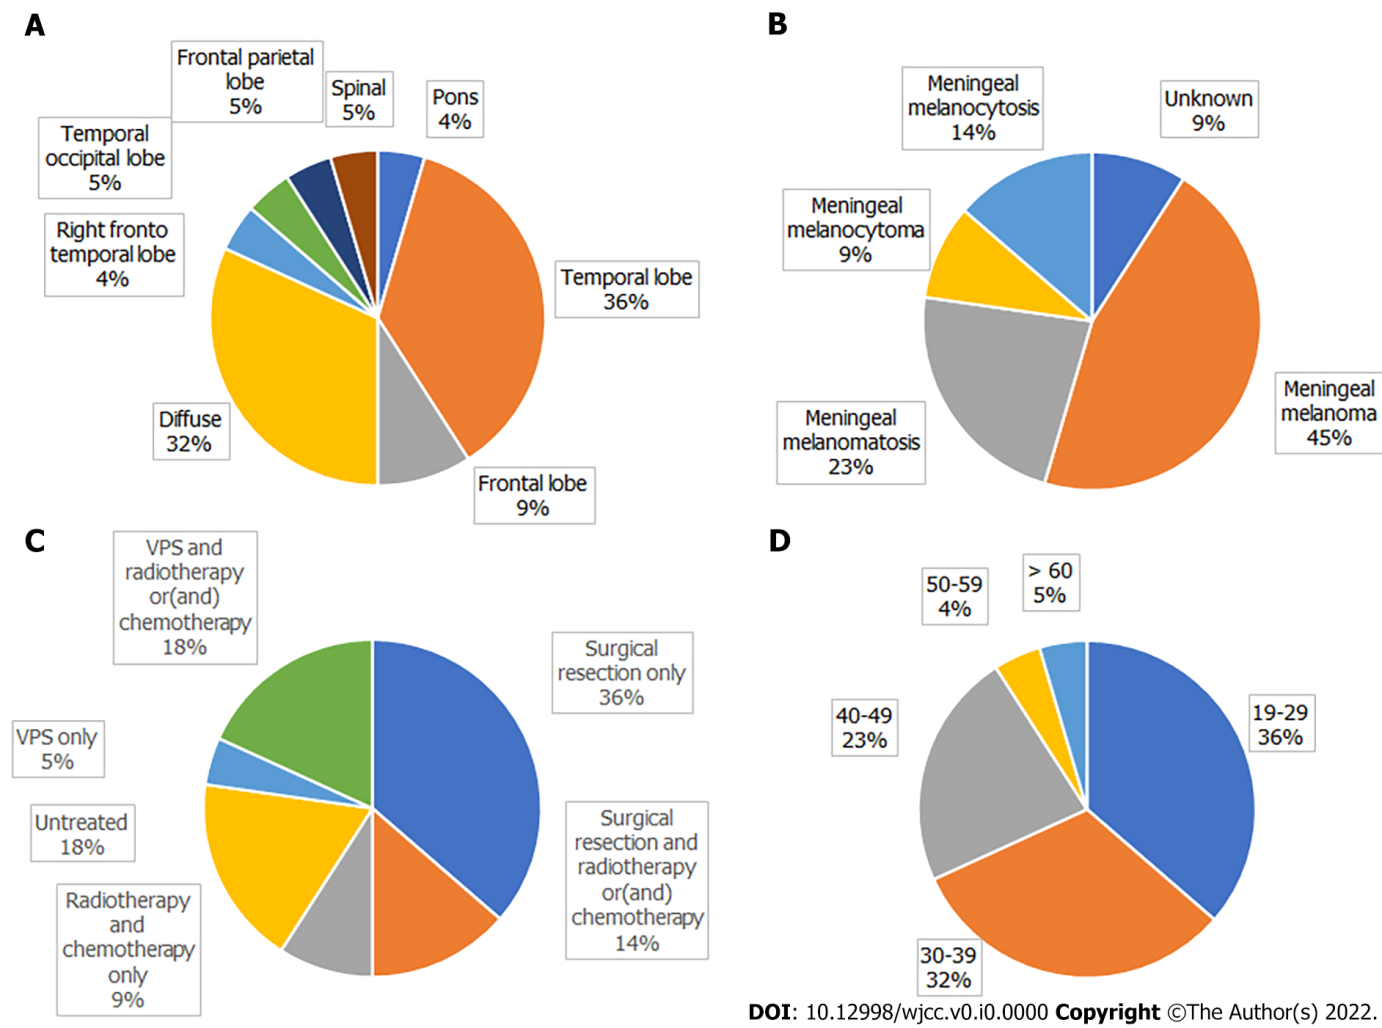 A
Frontal parietal
lobe
5%
Spinal
5%
Pons
4%
Temporal
occipital lobe
5%
Right fronto
temporal lobe
4%
Temporal lobe
36%
Diffuse
32%
Frontal lobe
9%
B
Meningeal
melanocytosis
14%
Unknown
9%
Meningeal
melanocytoma
9%
Meningeal
melanoma
45%
Meningeal
melanomatosis
23%
C
VPS and
radiotherapy
or(and)
chemotherapy
18%
Surgical
resection only
36%
VPS only
5%
Untreated
18%
Surgical
resection and
radiotherapy
or(and)
chemotherapy
14%
Radiotherapy
and
chemotherapy
only
9%
D
50-59
4%
> 60
5%
40-49
23%
19-29
36%
30-39
32%
DOI: 10.12998/wjcc.v0.i0.0000 Copyright ©The Author(s) 2022.